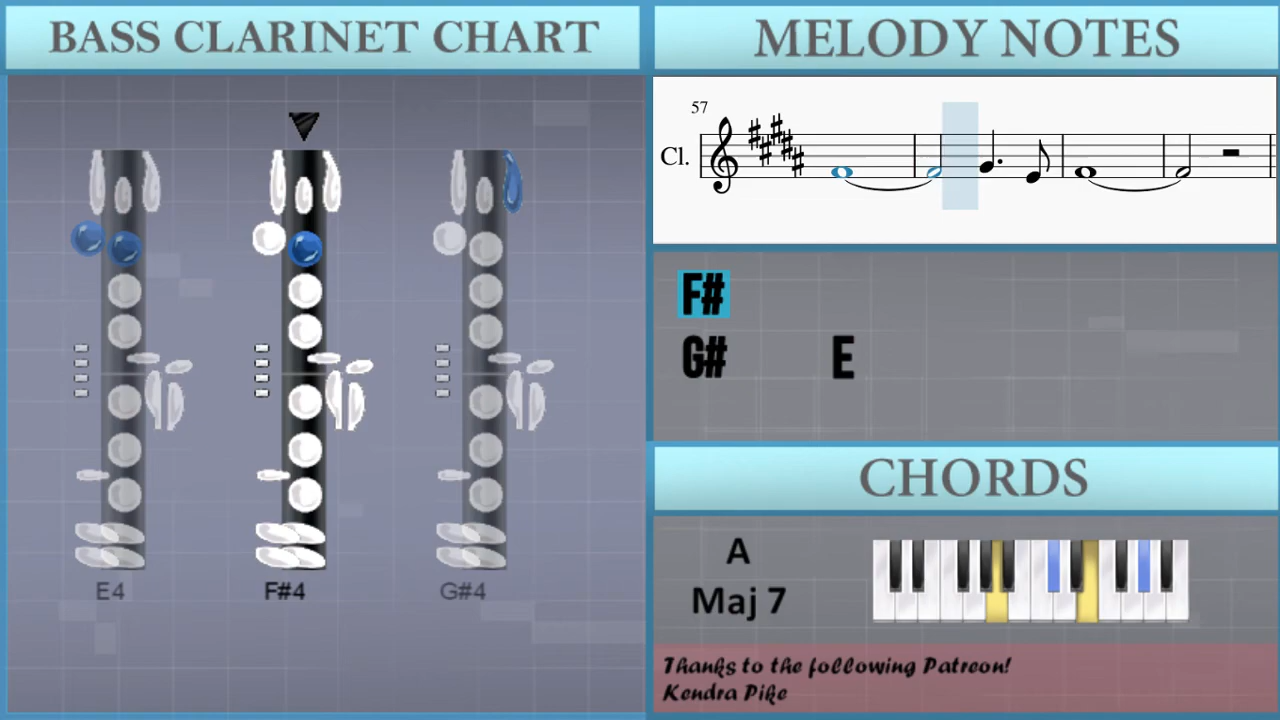 BASS CLARINET CHART
E4
F#4
G#4
MELODY NOTES
57
Cl.
F#
G# E
CHORDS
A
Maj 7
Thanks to the following Patreon!
Kendra Pike